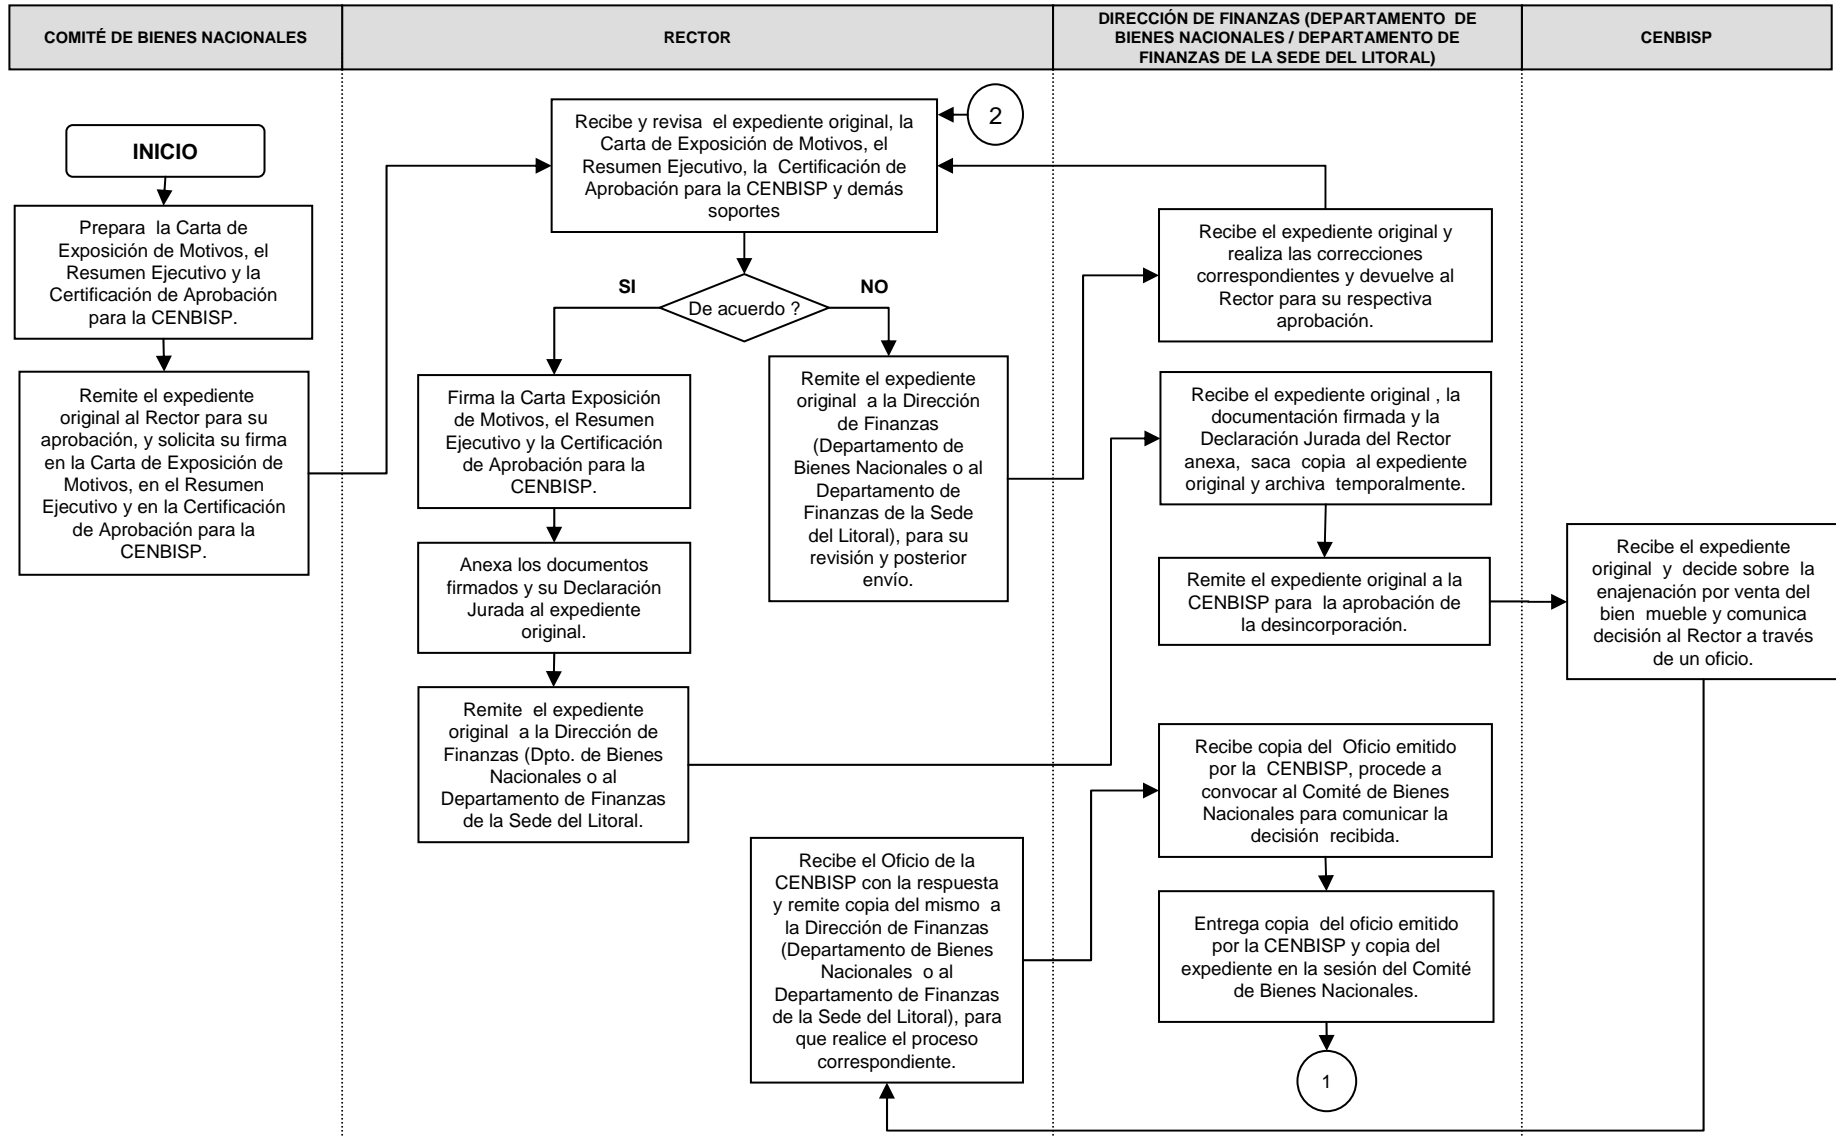 COMITÉ DE BIENES NACIONALES
RECTOR
DIRECCIÓN DE FINANZAS (DEPARTAMENTO DE
BIENES NACIONALES / DEPARTAMENTO DE
FINANZAS DE LA SEDE DEL LITORAL)
CENBISP
INICIO
Prepara la Carta de
Exposición de Motivos, el
Resumen Ejecutivo y la
Certificación de Aprobación
para la CENBISP.
Remite el expediente
original al Rector para su
aprobación, y solicita su firma
en la Carta de Exposición de
Motivos, en el Resumen
Ejecutivo y en la Certificación
de Aprobación para la
CENBISP.
Recibe y revisa el expediente original, la
Carta de Exposición de Motivos, el
Resumen Ejecutivo, la Certificación de
Aprobación para la CENBISP y demás
soportes
2
De acuerdo ?
SI
NO
Firma la Carta Exposición
de Motivos, el Resumen
Ejecutivo y la Certificación
de Aprobación para la
CENBISP.
Anexa los documentos
firmados y su Declaración
Jurada al expediente
original.
Remite el expediente
original a la Dirección de
Finanzas (Dpto. de Bienes
Nacionales o al
Departamento de Finanzas
de la Sede del Litoral.
Remite el expediente
original a la Dirección
de Finanzas
(Departamento de
Bienes Nacionales o al
Departamento de
Finanzas de la Sede
del Litoral), para su
revisión y posterior
envío.
Recibe el Oficio de la
CENBISP con la respuesta
y remite copia del mismo a
la Dirección de Finanzas
(Departamento de Bienes
Nacionales o al
Departamento de Finanzas
de la Sede del Litoral), para
que realice el proceso
correspondiente.
Recibe el expediente original y
realiza las correcciones
correspondientes y devuelve al
Rector para su respectiva
aprobación.
Recibe el expediente original , la
documentación firmada y la
Declaración Jurada del Rector
anexa, saca copia al expediente
original y archiva temporalmente.
Remite el expediente original a la
CENBISP para la aprobación de
la desincorporación.
Recibe copia del Oficio emitido
por la CENBISP, procede a
convocar al Comité de Bienes
Nacionales para comunicar la
decisión recibida.
Entrega copia del oficio emitido
por la CENBISP y copia del
expediente en la sesión del Comité
de Bienes Nacionales.
1
Recibe el expediente
original y decide sobre la
enajenación por venta del
bien mueble y comunica
decisión al Rector a través
de un oficio.